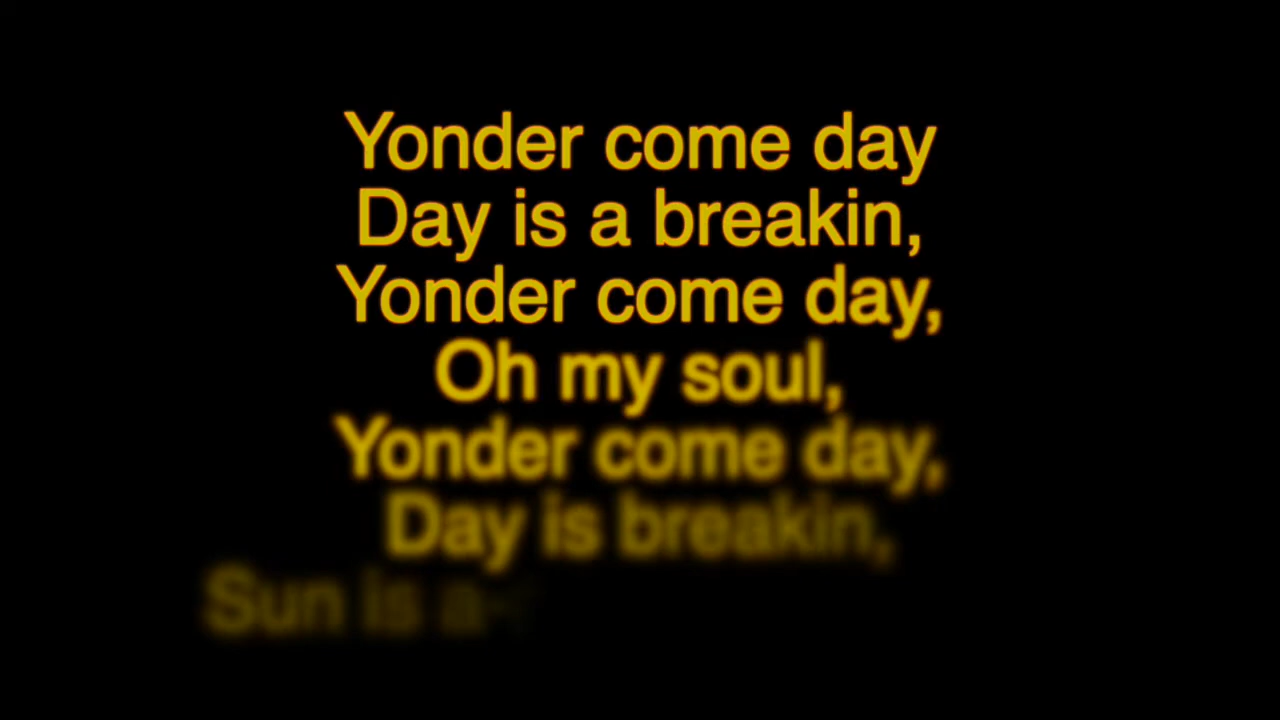 Yonder come day
Day is a breakin,
Yonder come day,
Oh my soul,
Yonder come day,
Day is breakin,
Sun is a-